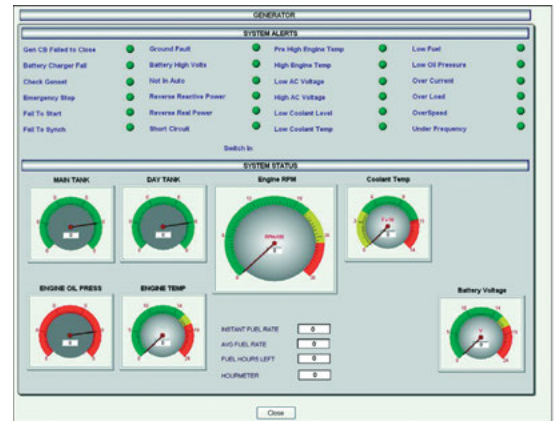 GENERATOR
SYSTEM ALERTS
Gen CB Failed to Close
Ground Fault
Pre High Engine Temp
Low Fuel
Battery Charger Fail
Battery High Volts
High Engine Temp
Low Oil Pressure
Check Genset
Not In Auto
Low AC Voltage
Over Current
Emergency Stop
Reverse Reactive Power
High AC Voltage
Over Load
Fail To Start
Reverse Real Power
Low Coolant Level
OverSpeed
Fail To Synch
Short Circuit
Low Coolant Temp
Under Frequency
Switch In
SYSTEM STATUS
MAIN TANK
DAY TANK
Engine RPM
Coolant Temp
ENGINE OIL PRESS
ENGINE TEMP
Battery Voltage
INSTANT FUEL RATE 0
AVG FUEL RATE 0
FUEL HOURS LEFT 0
HOURMETER 0
Close